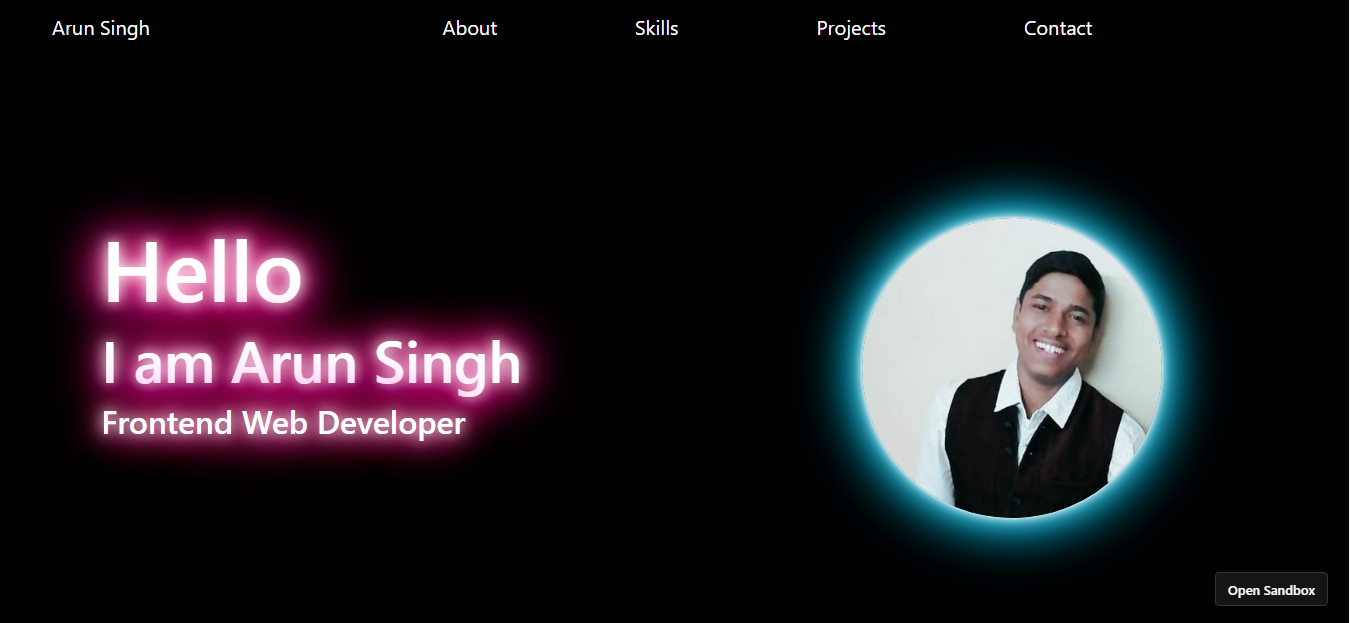 Arun Singh About Skills Projects Contact
Hello
I am Arun Singh
Frontend Web Developer
Open Sandbox